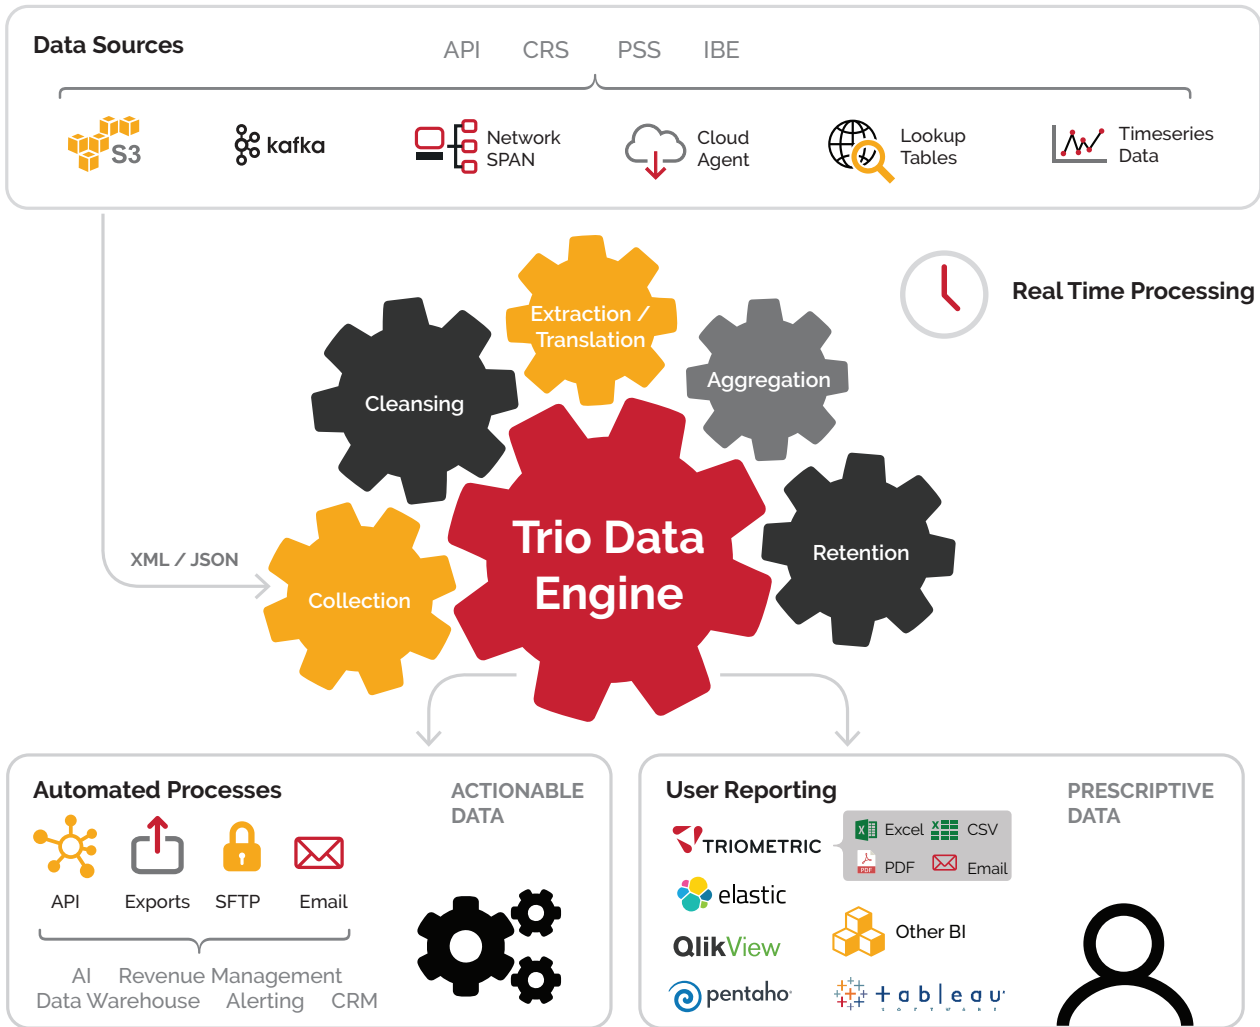 Data Sources
API CRS PSS IBE
S3
kafka
Network
SPAN
Cloud
Agent
Lookup
Tables
Timeseries
Data
Real Time Processing
Extraction /
Translation
Aggregation
Cleansing
Retention
Trio Data
Engine
XML / JSON
Collection
Automated Processes
ACTIONABLE
DATA
API
Exports
SFTP
Email
AI Revenue Management
Data Warehouse Alerting CRM
User Reporting
PRESCRIPTIVE
DATA
TRIOMETRIC
Excel
CSV
PDF
PDF
Email
elastic
QlikView
Other BI
pentaho
+ableau
SOFTWARE